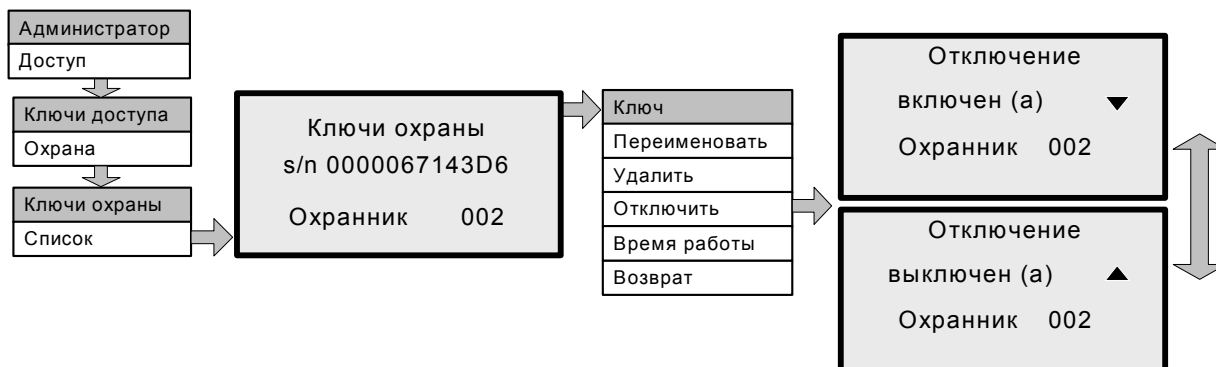 Администратор
Доступ
Ключи доступа
Охрана
Ключи охраны
Список
Ключи охраны
s/n 0000067143D6
Охранник 002
Ключ
Переименовать
Удалить
Отключить
Время работы
Возврат
Отключение
включен (а) ▼
Охранник 002
Отключение
выключен (а) ▲
Охранник 002